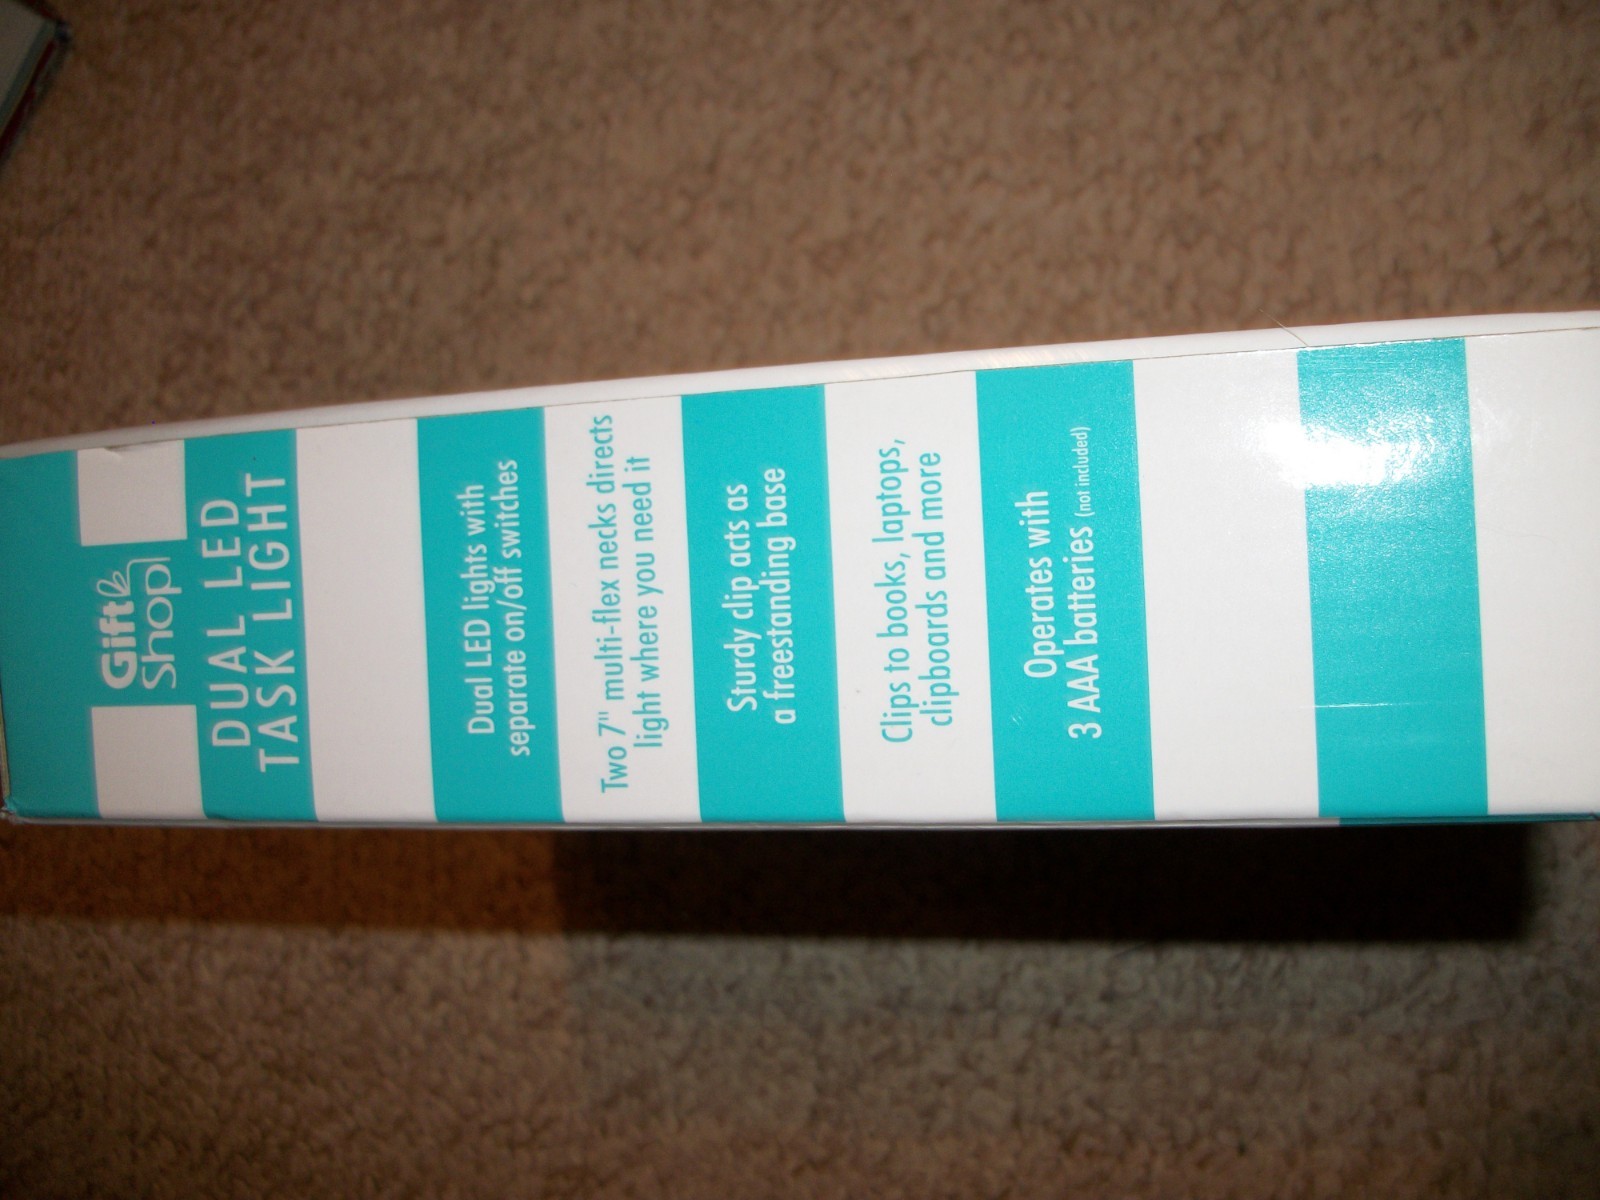 Gift
Shop
DUAL LED
TASK LIGHT
Dual LED lights with
separate on/off switches
Two 7" multi-flex necks directs
light where you need it
Sturdy clip acts as
a freestanding base
Clips to books, laptops,
clipboards and more
Operates with
3 AAA batteries (not included)